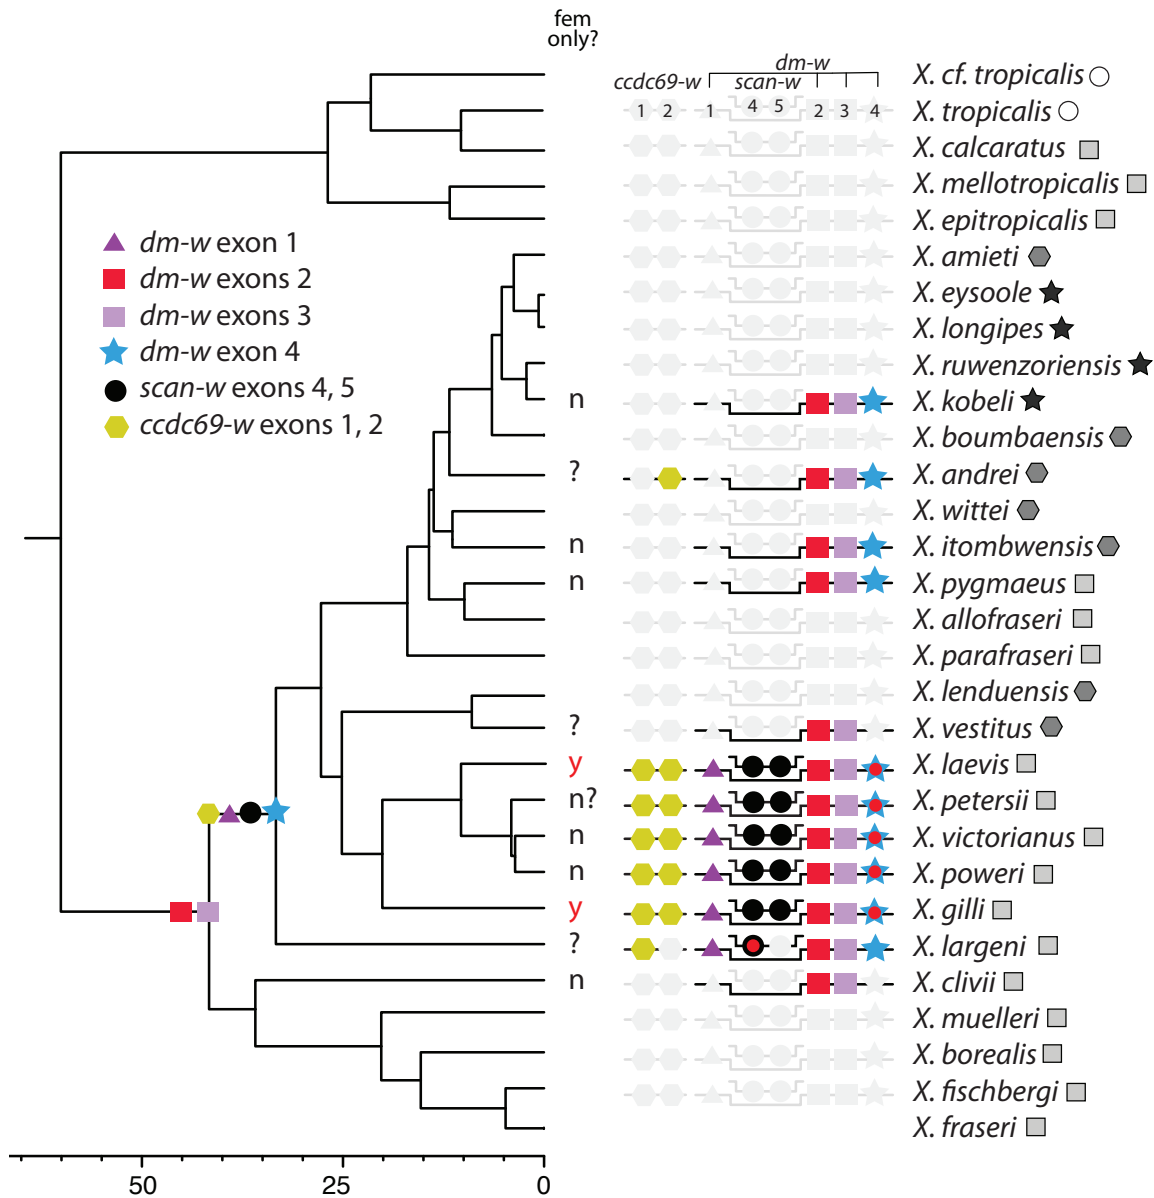 fem
only?
dm-w
ccdc69-w scan-w
1 2 1 4 5 2 3 4
X. cf. tropicalis
X. tropicalis
X. calcaratus
X. mellotropicalis
X. epitropicalis
dm-w exon 1
dm-w exons 2
dm-w exons 3
dm-w exon 4
scan-w exons 4, 5
ccdc69-w exons 1, 2
X. amieti
X. eysoole
X. longipes
X. ruwenzoriensis
n X. kobeli
X. boumbaensis
? X. andrei
X. wittei
n X. itombwensis
n X. pygmaeus
X. allofraseri
X. parafraseri
X. lenduensis
? X. vestitus
y X. laevis
n? X. petersii
n X. victorianus
n X. poweri
y X. gilli
? X. largeni
n X. clivii
X. muelleri
X. borealis
X. fischbergi
X. fraseri
50 25 0